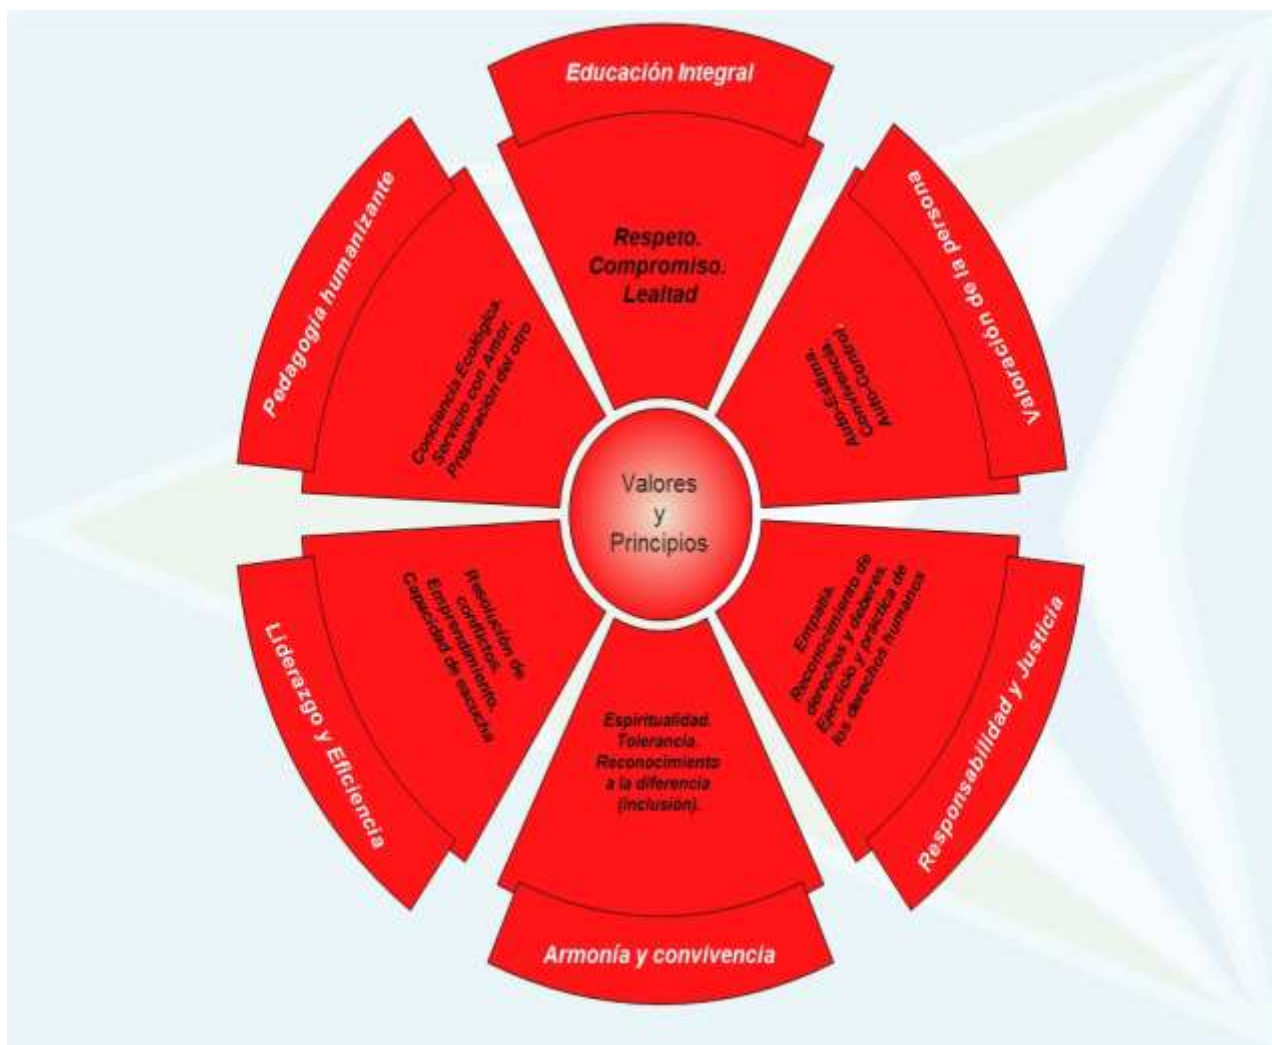 Educación Integral
Respeto.
Compromiso.
Lealtad
Valoración de la persona
Auto-Estima.
Convivencia.
Auto-Control.
Responsabilidad y Justicia
Empatía.
Reconocimiento de
derechos y deberes.
Ejercicio y práctica de
los derechos humanos
Armonía y convivencia
Espiritualidad.
Tolerancia.
Reconocimiento
a la diferencia
(inclusión).
Liderazgo y Eficiencia
Resolución de
conflictos.
Emprendimiento.
Capacidad de escucha
Pedagogía humanizante
Conciencia Ecológica.
Servicio con Amor.
Preparación del otro
Valores
y
Principios